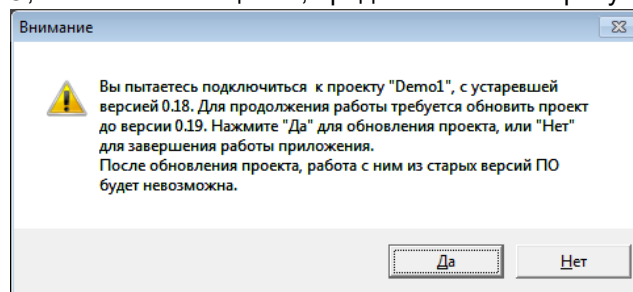 Внимание
Вы пытаетесь подключиться к проекту "Demo1", с устаревшей
версией 0.18. Для продолжения работы требуется обновить проект
до версии 0.19. Нажмите "Да" для обновления проекта, или "Нет"
для завершения работы приложения.
После обновления проекта, работа с ним из старых версий ПО
будет невозможна.
Да
Нет